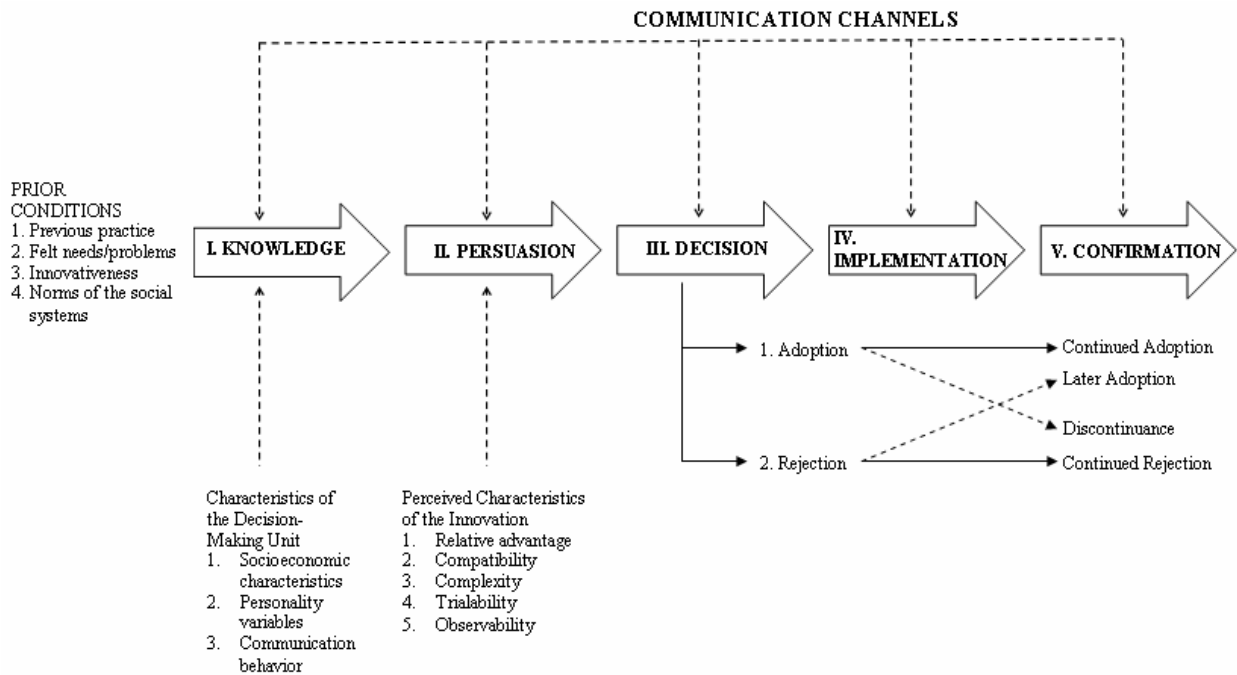 COMMUNICATION CHANNELS
PRIOR
CONDITIONS
1. Previous practice
2. Felt needs/problems
3. Innovativeness
4. Norms of the social
systems
I. KNOWLEDGE
II. PERSUASION
III. DECISION
IV.
IMPLEMENTATION
V. CONFIRMATION
1. Adoption
Continued Adoption
Later Adoption
Discontinuance
2. Rejection
Continued Rejection
Characteristics of
the Decision-
Making Unit
1. Socioeconomic
characteristics
2. Personality
variables
3. Communication
behavior
Perceived Characteristics
of the Innovation
1. Relative advantage
2. Compatibility
3. Complexity
4. Trialability
5. Observability